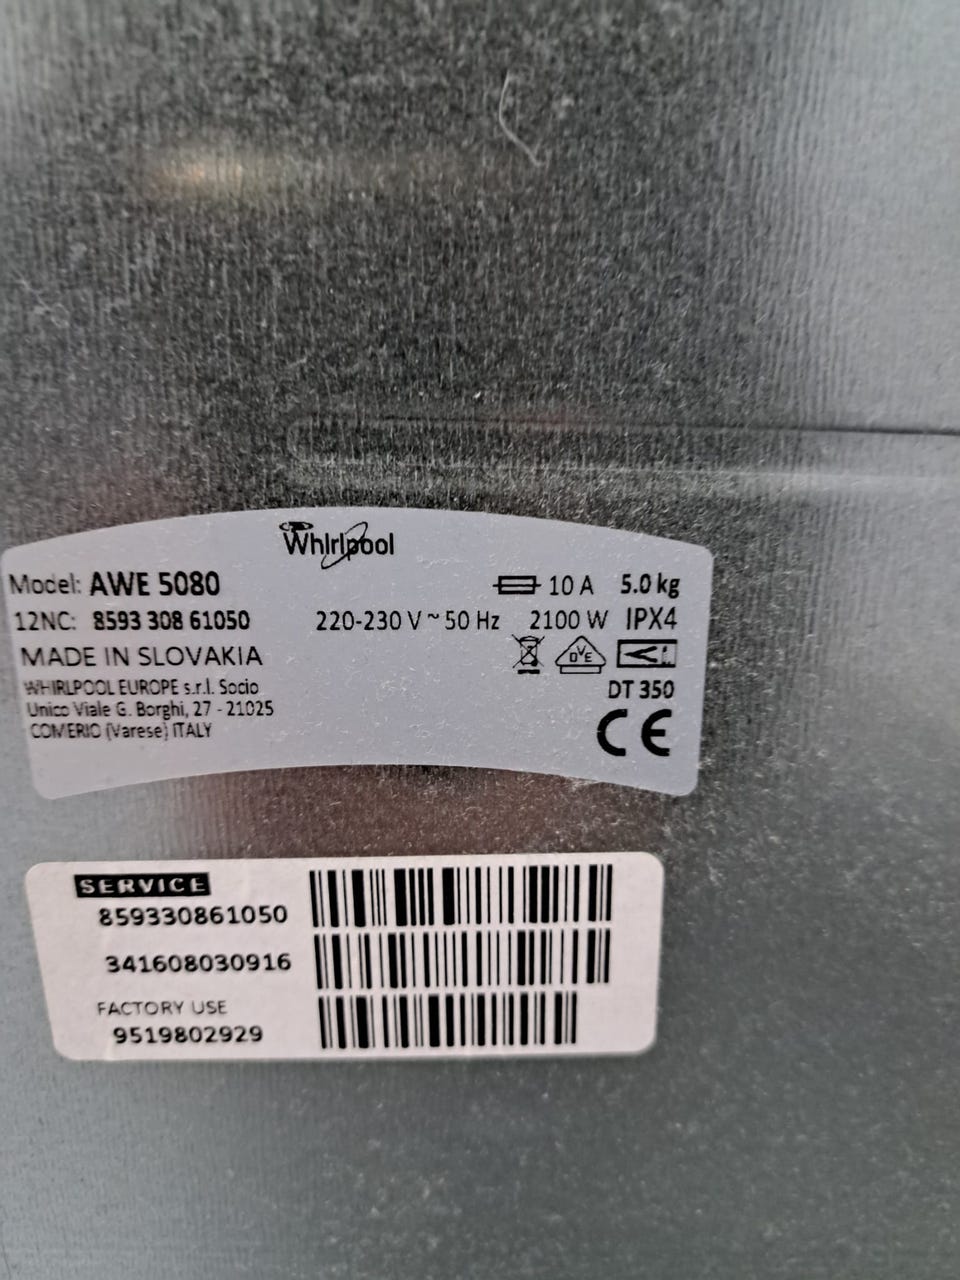 Whirlpool
Model: AWE 5080 10 A 5.0 kg
12NC: 8593 308 61050 220-230 V ~ 50 Hz 2100 W IPX4
MADE IN SLOVAKIA
WHIRLPOOL EUROPE s.r.l. Socio
Unico Viale G. Borghi, 27 - 21025
COMERIO (Varese) ITALY
DVE
DT 350
CE
SERVICE
859330861050
341608030916
FACTORY USE
9519802929